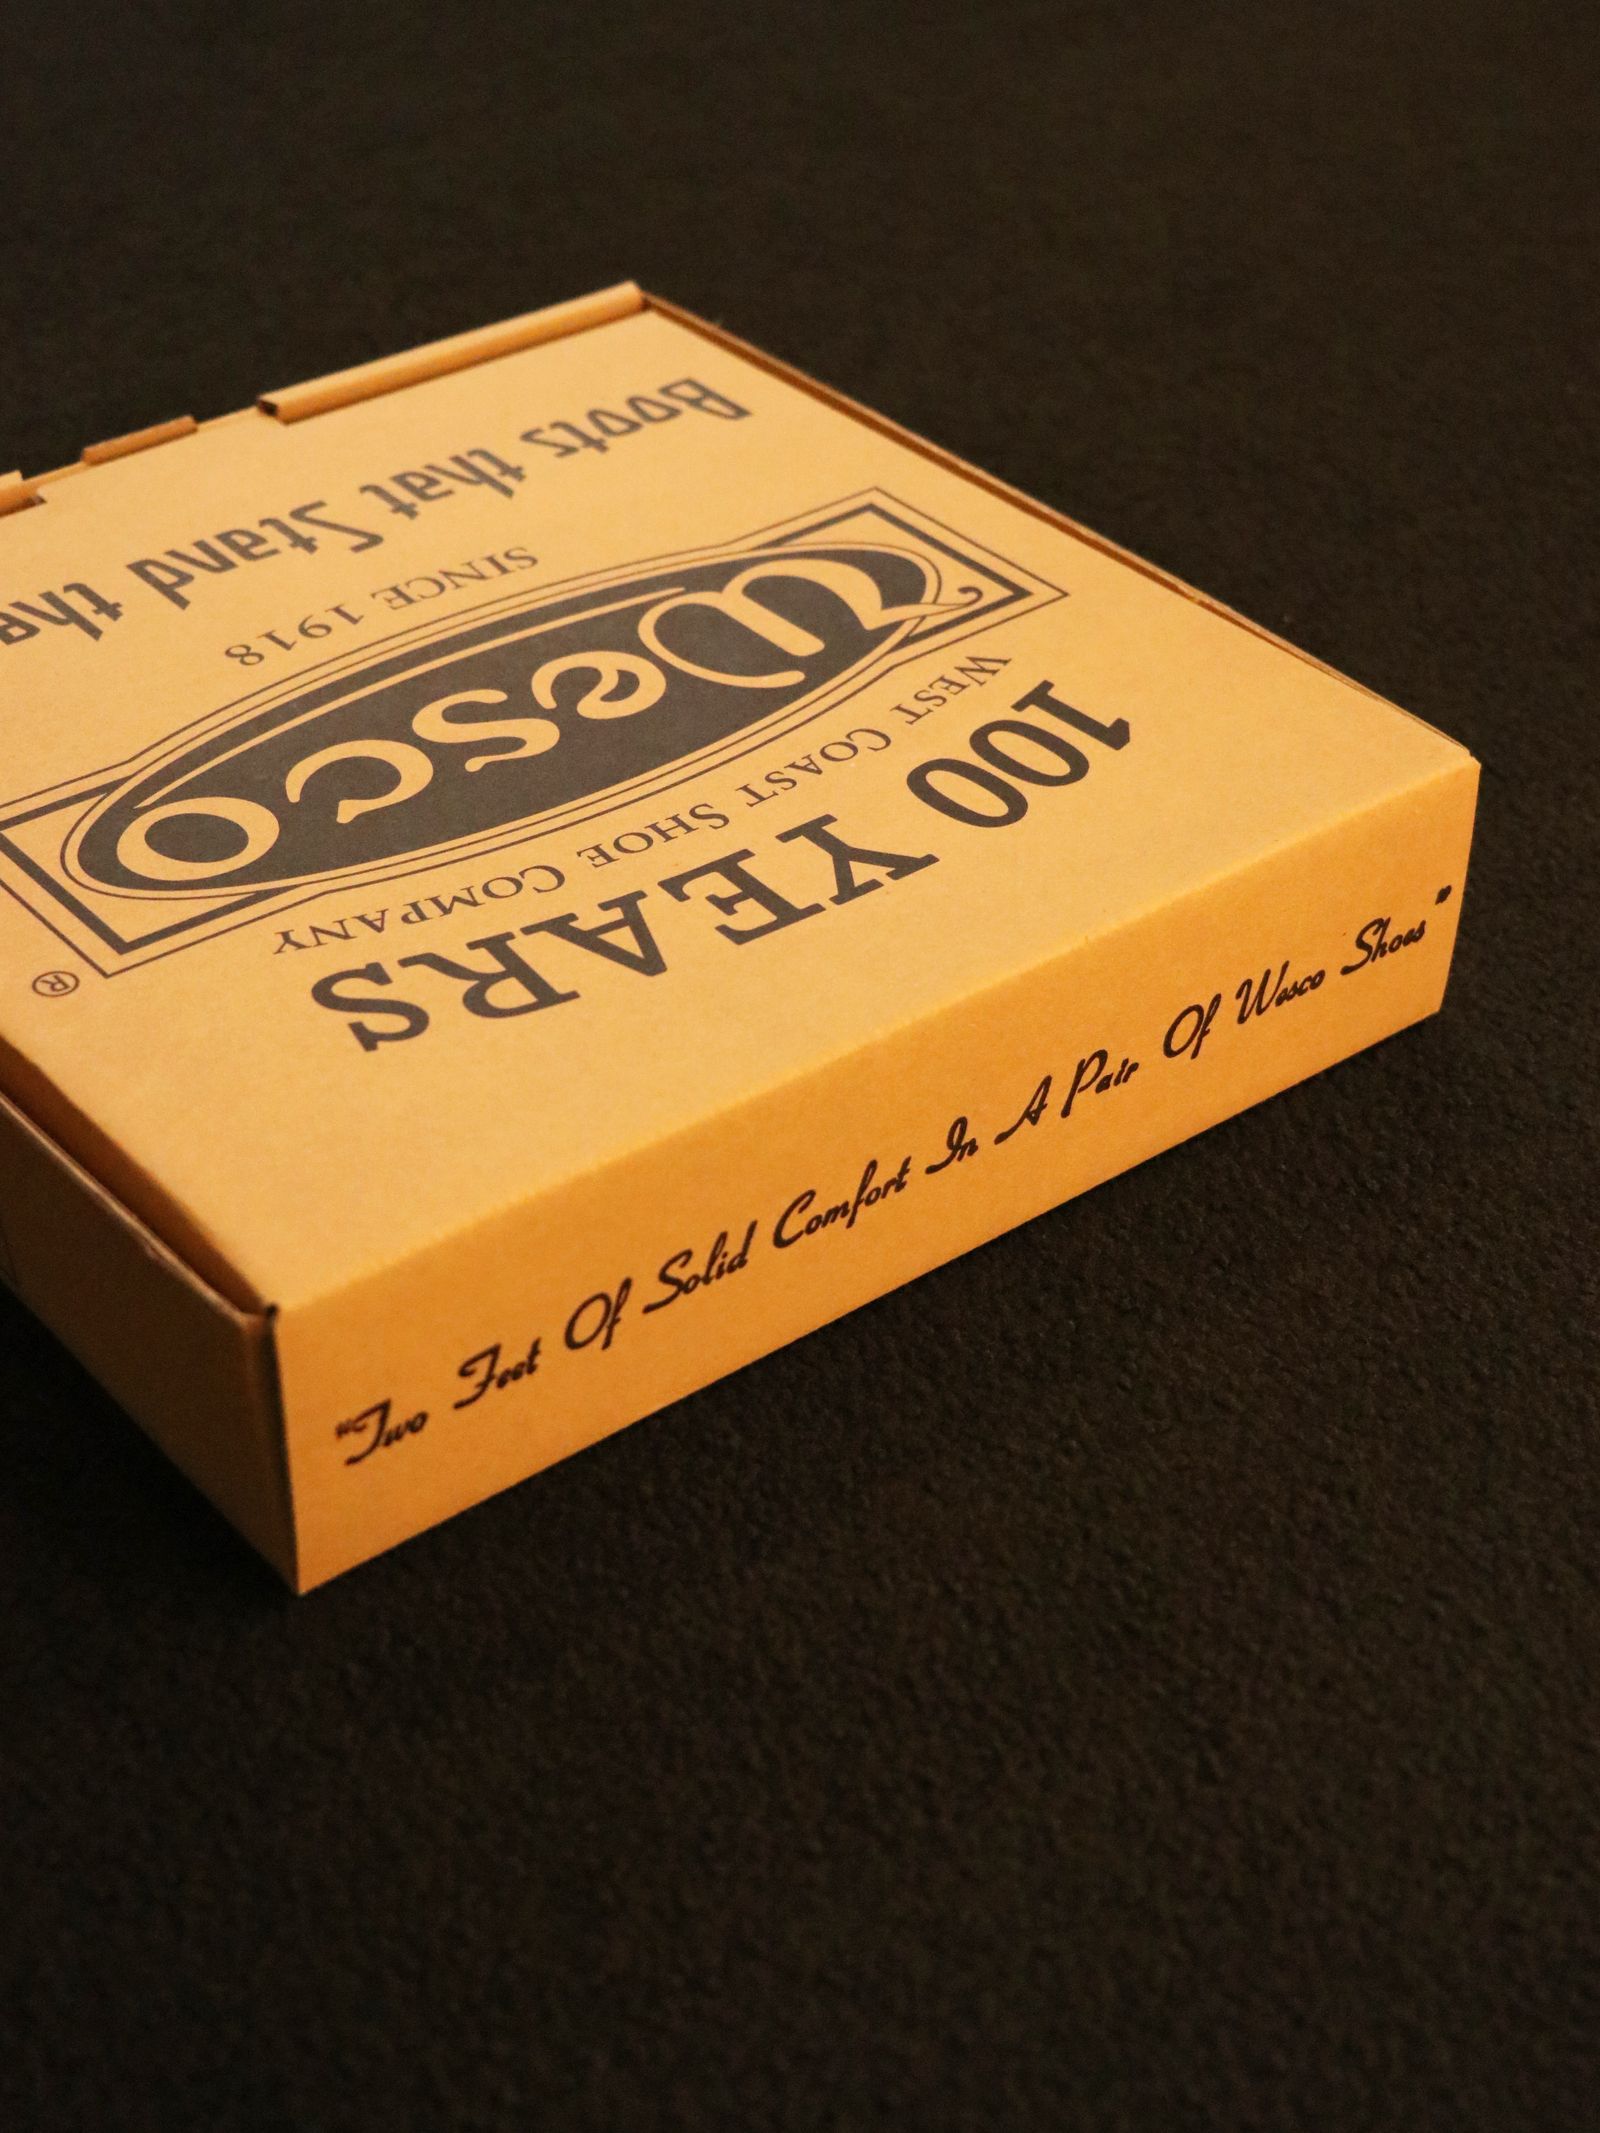 100 YEARS
WEST COAST SHOE COMPANY
Wesco
®
SINCE 1918
Boots that Stand the
"Two Feet Of Solid Comfort In A Pair Of Wesco Shoes"